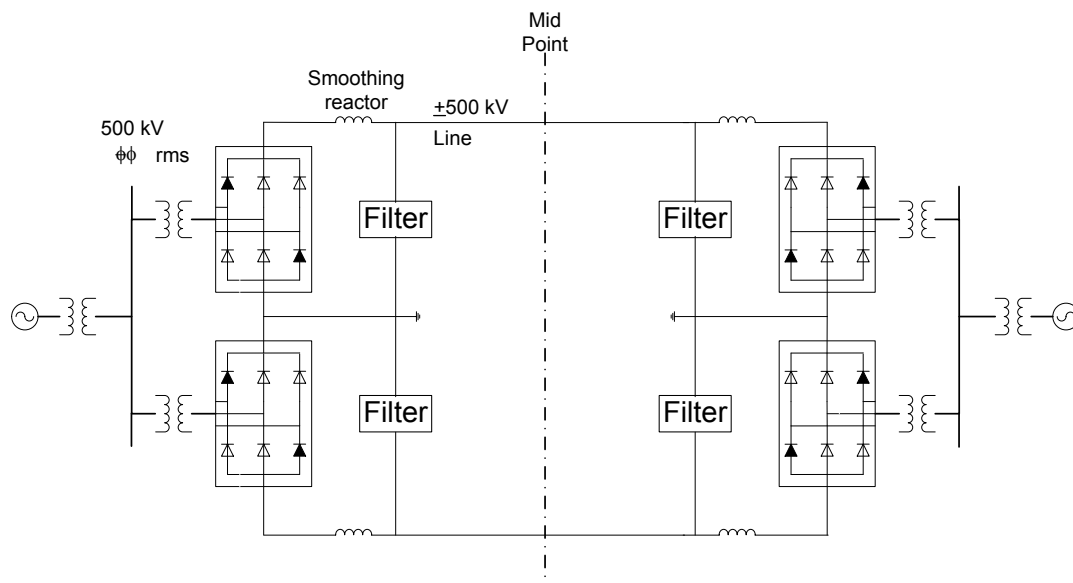 Mid
Point
Smoothing
reactor
±500 kV
Line
500 kV
ϕϕ rms
Filter
Filter
Filter
Filter